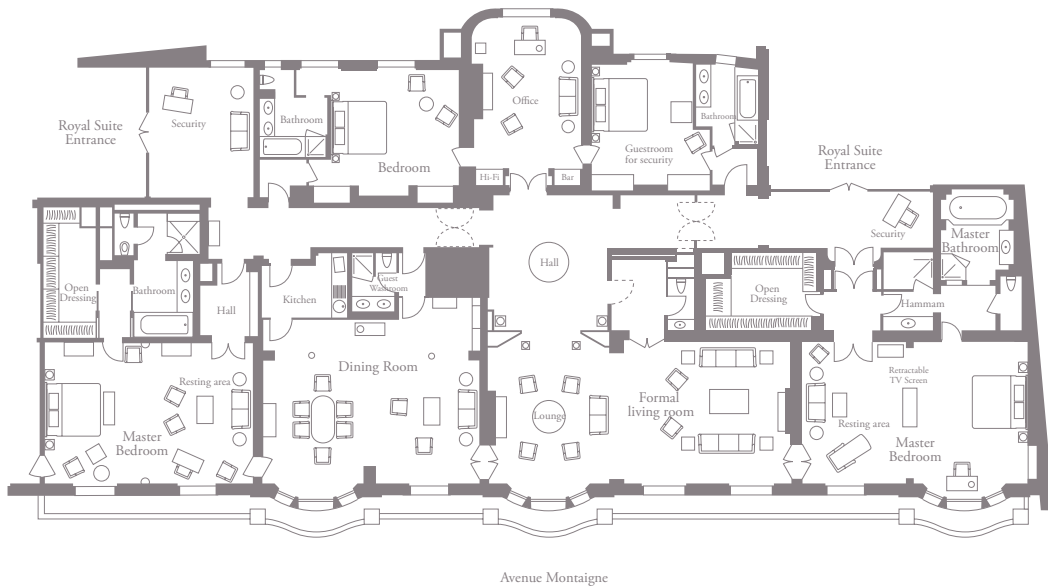 Office
Security
Bathroom
Bathroom
Royal Suite
Entrance
Guestroom
for security
Royal Suite
Entrance
Bedroom
Hi-Fi
Bar
Security
Master
Bathroom
Hall
Guest
Washroom
Open
Dressing
Bathroom
Kitchen
Open
Dressing
Hammam
Hall
Dining Room
Retractable
TV Screen
Resting area
Formal
living room
Lounge
Resting area
Master
Bedroom
Master
Bedroom
Avenue Montaigne